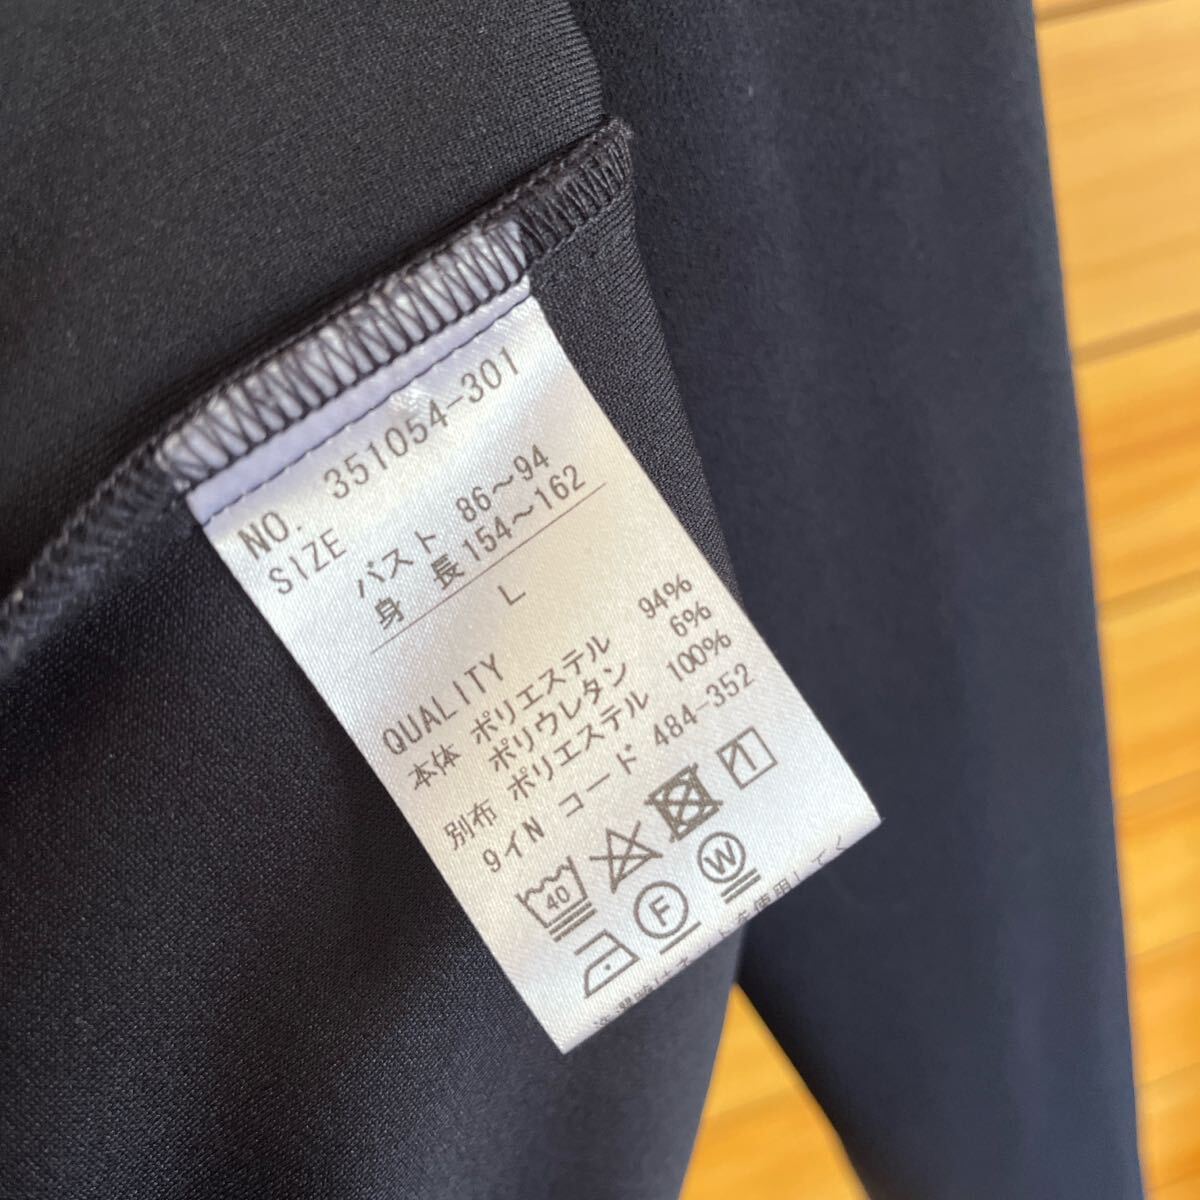 NO. 351054-301
SIZE
バスト 86〜94
身 長 154〜162
L
QUALITY
本体 ポリエステル 94%
ポリウレタン 6%
別布 ポリエステル 100%
9イN コード 484-352
40
F
W
1